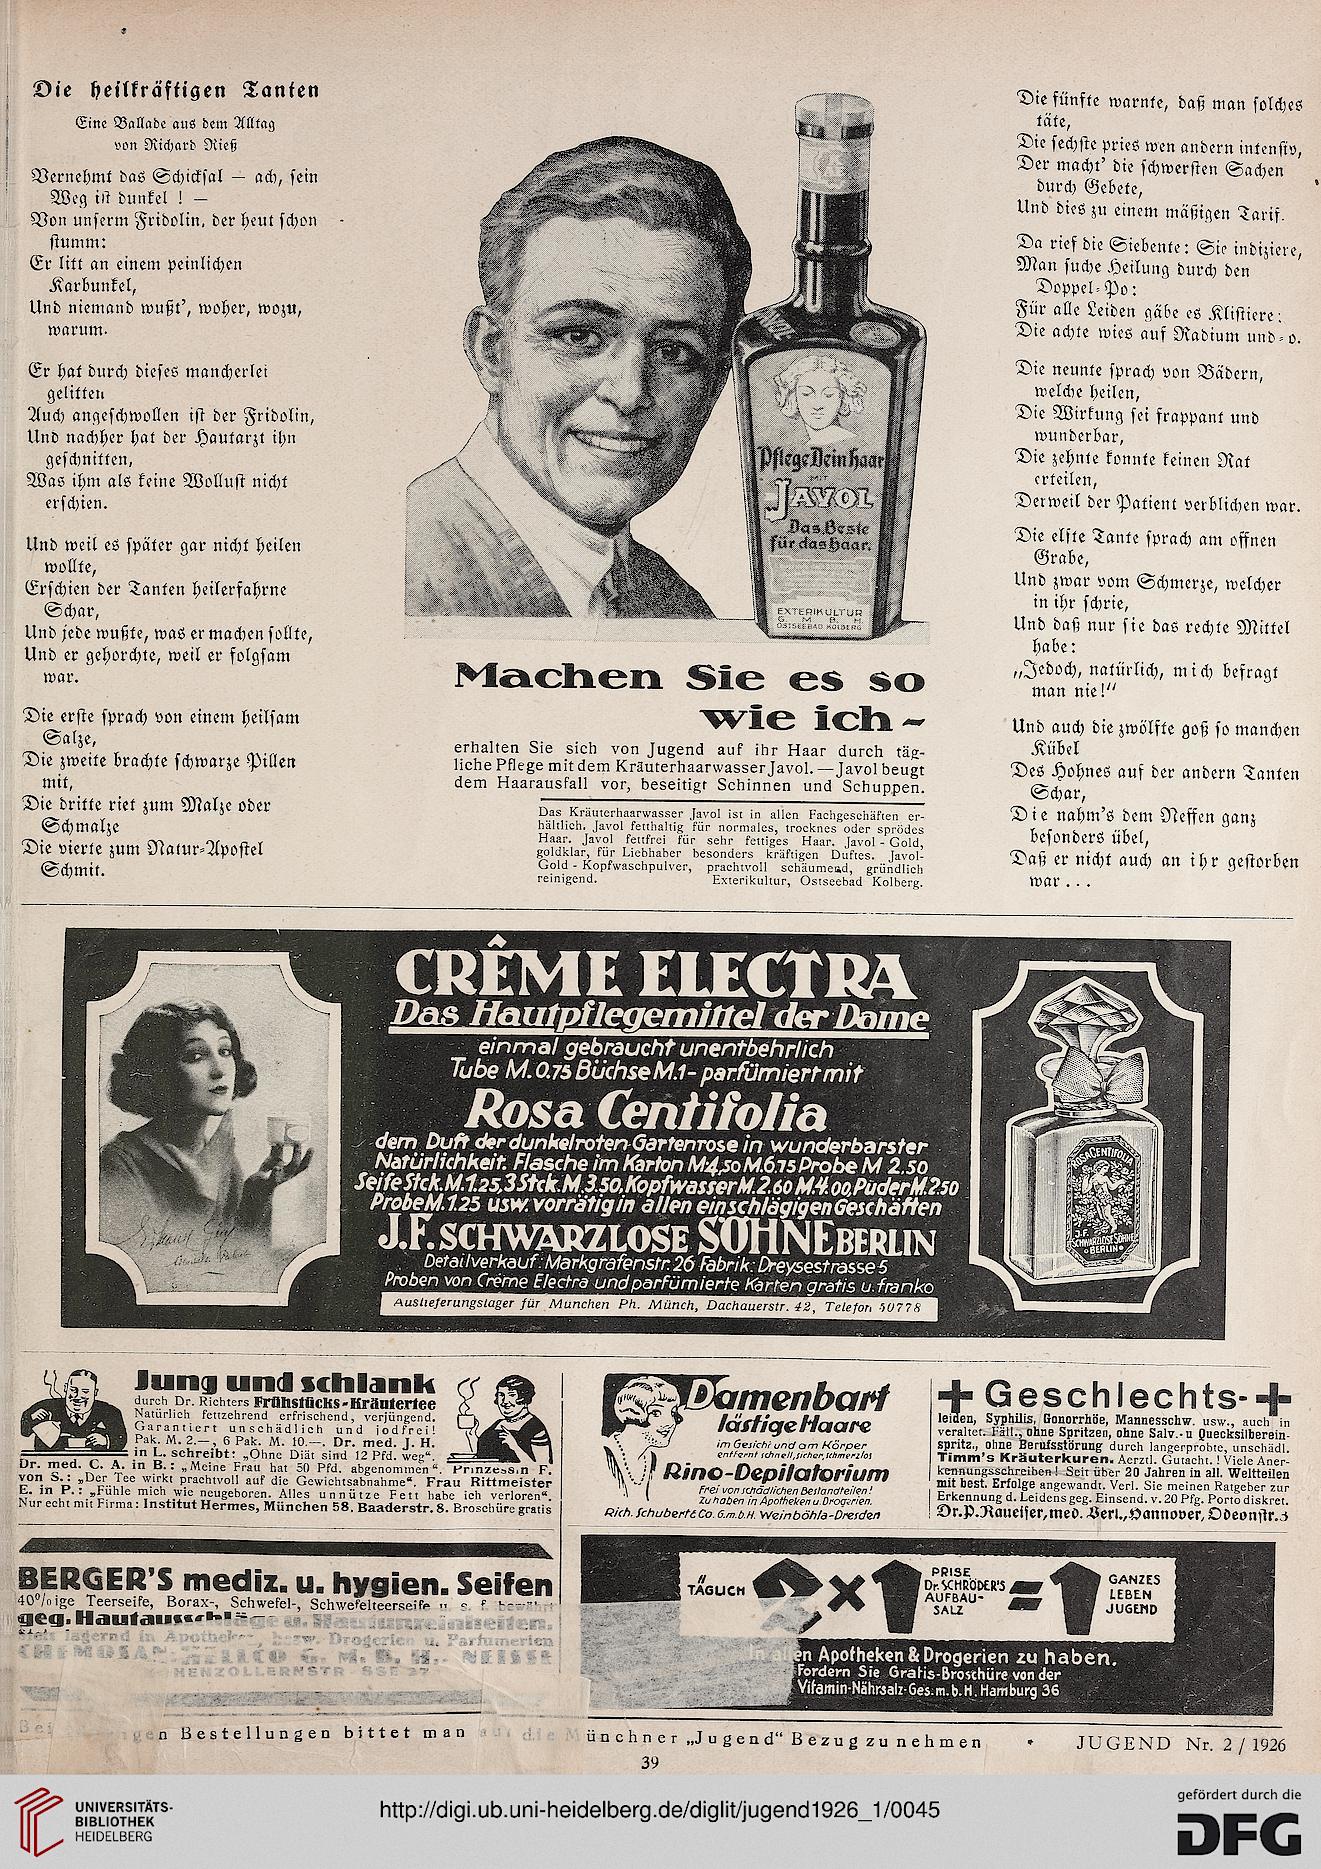 Die heilkräftigen Tanten
Eine Ballade aus dem Alltag
von Richard Rieß
Vernehmt das Schicksal — ach, sein
Weg ist dunkel ! —
Von unserm Fridolin, der heut schon
stumm:
Er litt an einem peinlichen
Karbunkel,
Und niemand wußt', woher, wozu,
warum.
Er hat durch dieses mancherlei
gelitten
Auch angeschwollen ist der Fridolin,
Und nachher hat der Hautarzt ihn
geschnitten,
Was ihm als keine Wollust nicht
erschien.
Und weil es später gar nicht heilen
wollte,
Erschien der Tanten heilerfahrne
Schar,
Und jede wußte, was er machen sollte,
Und er gehorchte, weil er folgsam
war.
Die erste sprach von einem heilsam
Salze,
Die zweite brachte schwarze Pillen
mit,
Die dritte riet zum Malze oder
Schmalze
Die vierte zum Natur-Apostel
Schmit.
Pflege Dein Haar
MIT
JAVOL
Das Beste
für das Haar.
EXTERIKULTUR
G. M. B. H.
OSTSEEBAD KOLBERG
Machen Sie es so
wie ich -
erhalten Sie sich von Jugend auf ihr Haar durch täg-
liche Pflege mit dem Kräuterhaarwasser Javol. — Javol beugt
dem Haarausfall vor, beseitigt Schinnen und Schuppen.
Das Kräuterhaarwasser Javol ist in allen Fachgeschäften er-
hältlich. Javol fetthaltig für normales, trocknes oder sprödes
Haar. Javol fettfrei für sehr fettiges Haar. Javol - Gold,
goldklar, für Liebhaber besonders kräftigen Duftes. Javol-
Gold - Kopfwaschpulver, prachtvoll schäumend, gründlich
reinigend. Exterikultur, Ostseebad Kolberg.
Die fünfte warnte, daß man solches
täte,
Die sechste pries wen andern intensiv,
Der macht' die schwersten Sachen
durch Gebete,
Und dies zu einem mäßigen Tarif.
Da rief die Siebente: Sie indiziere,
Man suche Heilung durch den
Doppel-Po:
Für alle Leiden gäbe es Klistiere:
Die achte wies auf Radium und-o.
Die neunte sprach von Bädern,
welche heilen,
Die Wirkung sei frappant und
wunderbar,
Die zehnte konnte keinen Rat
erteilen,
Derweil der Patient verblichen war.
Die elfte Tante sprach am offnen
Grabe,
Und zwar vom Schmerze, welcher
in ihr schrie,
Und daß nur sie das rechte Mittel
habe:
„Jedoch, natürlich, mich befragt
man nie!"
Und auch die zwölfte goß so manchen
Kübel
Des Hohnes auf der andern Tanten
Schar,
Die nahm's dem Neffen ganz
besonders übel,
Daß er nicht auch an ihr gestorben
war . . .
CRÊME ELECTRA
Das Hautpflegemittel der Dame
einmal gebraucht unentbehrlich
Tube M. 0.75 Büchse M.1- parfümiert mit
Rosa Centifolia
dem Duft der dunkelroten Gartenrose in wunderbarster
Natürlichkeit. Flasche im Karton M.4,50 M.6.75 Probe M 2.50
Seife Stck.M.1.25,3Stck.M.3.50,Kopfwasser M.2.60 M.4.00,Puder M.2.50
Probe M.1.25 usw. vorrätig in allen einschlägigen Geschäften
J.F. SCHWARZLOSE SÖHNE BERLIN
Detailverkauf: Markgrafenstr. 26 Fabrik: Dreysestrasse 5
Proben von Crème Electra und parfümierte Karten gratis u. franko
Auslieferungslager für München Ph. Münch, Dachauerstr. 42, Telefon 50778
ROSA CENTIFOLIA
J.F.
SCHWARZLOSE SÖHNE
BERLIN
Jung und schlank
durch Dr. Richters Frühstücks-Kräutertee
Natürlich fettzehrend erfrischend, verjüngend.
Garantiert unschädlich und jodfrei!
Pak. M. 2.—, 6 Pak. M. 10.—. Dr. med. J. H.
in L. schreibt: „Ohne Diät sind 12 Pfd. weg“.
Dr. med. C. A. in B.: „Meine Frau hat 50 Pfd. abgenommen“. Prinzessin F.
von S.: „Der Tee wirkt prachtvoll auf die Gewichtsabnahme“. Frau Rittmeister
E. in P.: „Fühle mich wie neugeboren. Alles unnütze Fett habe ich verloren“.
Nur echt mit Firma: Institut Hermes, München 58, Baaderstr. 8. Broschüre gratis
Damenbart
lästige Haare
im Gesicht und am Körper
entfernt schnell, sicher, schmerzlos
Rino-Depilatorium
Frei von schädlichen Bestandteilen!
Zu haben in Apotheken u. Drogerien.
Rich. Schubert & Co. G.m.b.H. Weinböhla-Dresden
+ Geschlechts- +
leiden, Syphilis, Gonorrhöe, Mannesschw. usw., auch in
veraltet. Fäll., ohne Spritzen, ohne Salv.- u Quecksilberein-
spritz., ohne Berufsstörung durch langerprobte, unschädl.
Timm's Kräuterkuren. Aerztl. Gutacht. ! Viele Aner-
kennungsschreiben ! Seit über 20 Jahren in all. Weltteilen
mit best. Erfolge angewandt. Verl. Sie meinen Ratgeber zur
Erkennung d. Leidens geg. Einsend. v. 20 Pfg. Porto diskret.
Dr.P.Raueiser,med. Verl.,Hannover, Odeonstr.3
BERGER'S mediz. u. hygien. Seifen
40%ige Teerseife, Borax-, Schwefel-, Schwefelteerseife u. s. f. bewährt
geg. Hautausschläge u. Hautunreinheiten.
Stets lagernd in Apotheken, bezw. Drogerien u. Parfumerien
CHEMOSAN-HELLCO G. M. B. H., NEISSE
TÄGLICH
2 × 1
PRISE
Dr. SCHRÖDER'S
AUFBAU-
SALZ
= 1
GANZES
LEBEN
JUGEND
In allen Apotheken & Drogerien zu haben.
Fordern Sie Gratis-Broschüre von der
Vitamin-Nährsalz-Ges.m.b.H. Hamburg 36
Bei Bestellungen bittet man auf die Münchner „Jugend“ Bezug zu nehmen * JUGEND Nr. 2 / 1926
39
UNIVERSITÄTS-
BIBLIOTHEK
HEIDELBERG
http://digi.ub.uni-heidelberg.de/diglit/jugend1926_1/0045
gefördert durch die
DFG